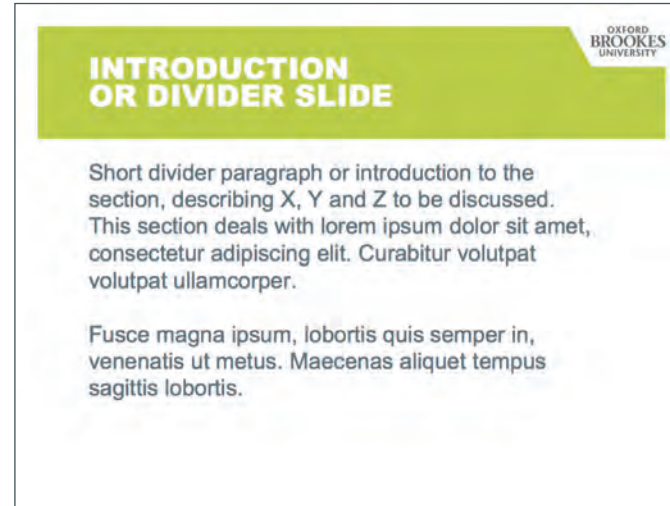 OXFORD
BROOKES
UNIVERSITY
INTRODUCTION
OR DIVIDER SLIDE
Short divider paragraph or introduction to the
section, describing X, Y and Z to be discussed.
This section deals with lorem ipsum dolor sit amet,
consectetur adipiscing elit. Curabitur volutpat
volutpat ullamcorper.
Fusce magna ipsum, lobortis quis semper in,
venenatis ut metus. Maecenas aliquet tempus
sagittis lobortis.